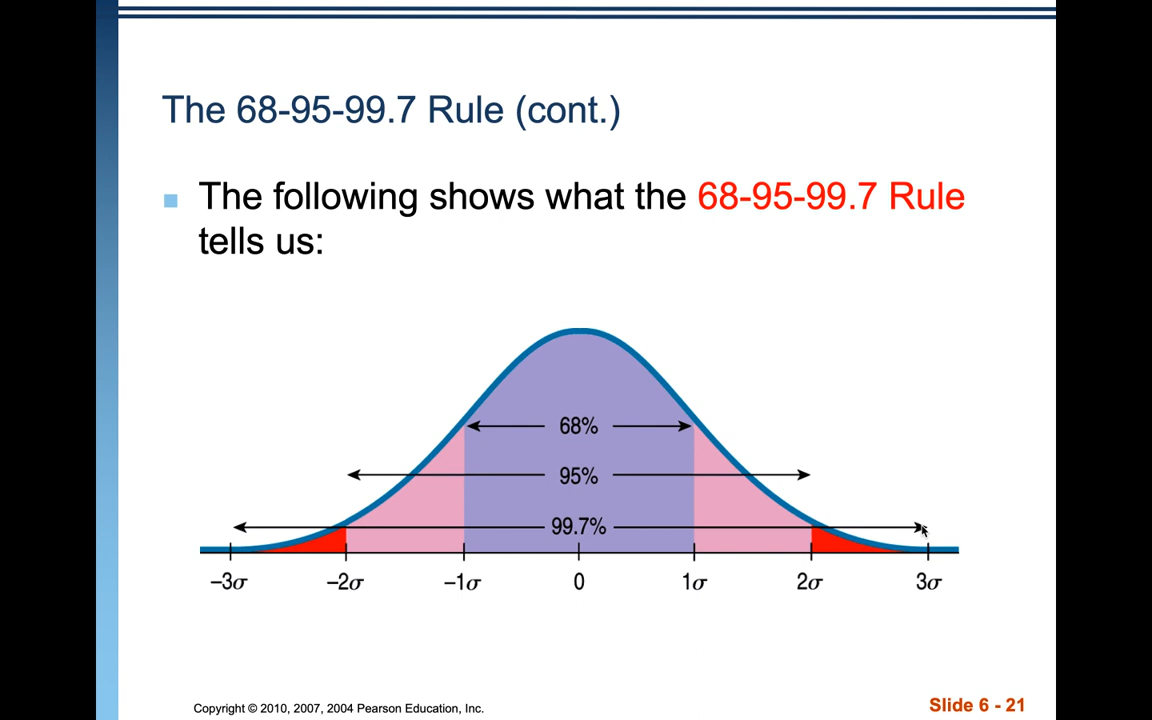 The 68-95-99.7 Rule (cont.)
The following shows what the 68-95-99.7 Rule
tells us:
68%
95%
99.7%
−3σ −2σ −1σ 0 1σ 2σ 3σ
Copyright © 2010, 2007, 2004 Pearson Education, Inc.
Slide 6 - 21